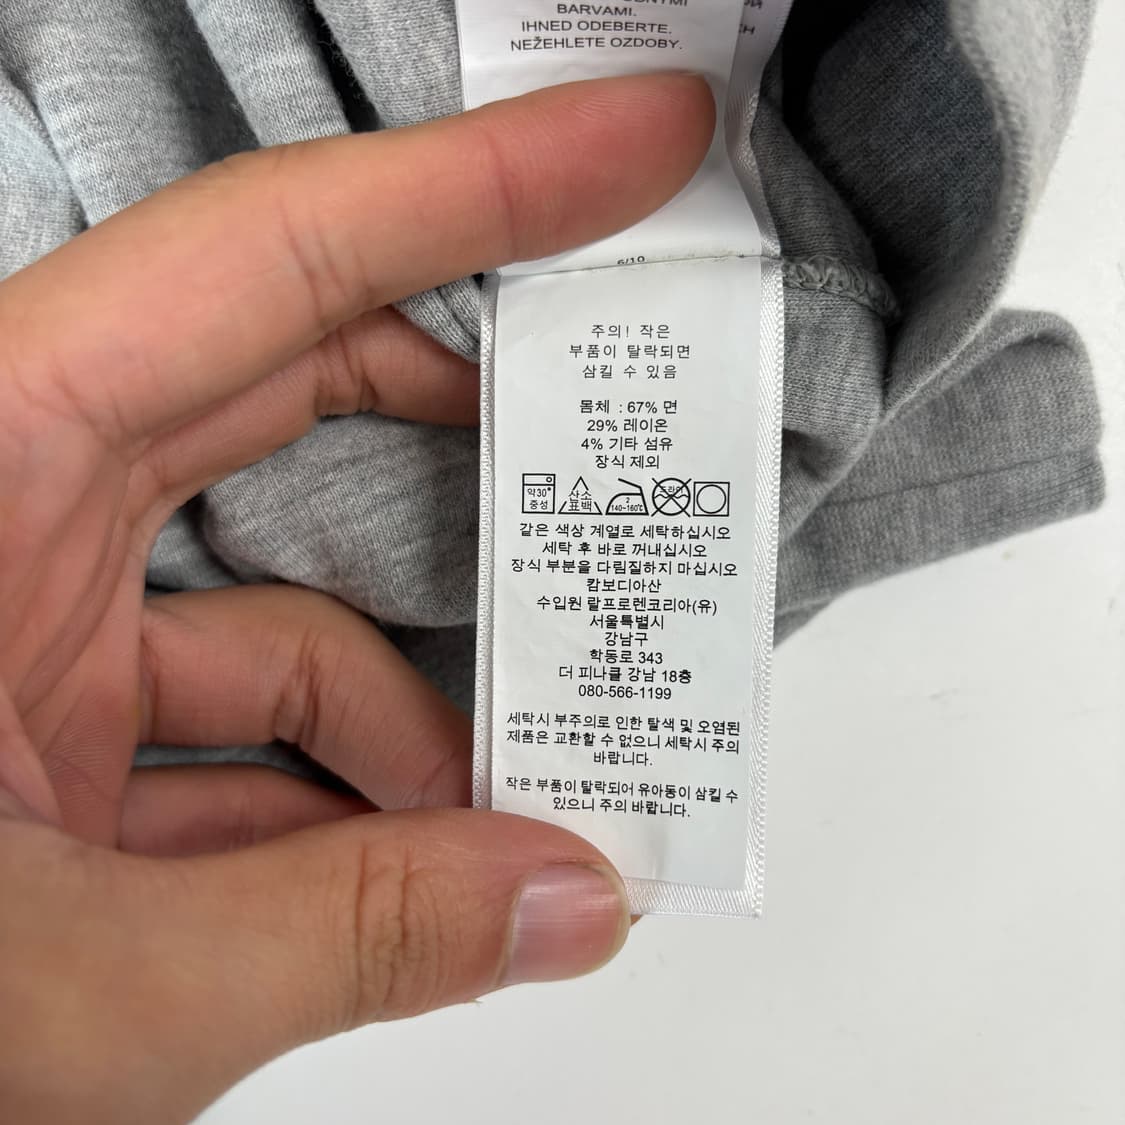 BARVAMI.
IHNED ODEBERTE.
NEŽEHLETE OZDOBY.
6/10
주의! 작은
부품이 탈락되면
삼킬 수 있음
몸체 : 67% 면
29% 레이온
4% 기타 섬유
장식 제외
약30° 중성
산소 표백
2 140~160℃
드라이
같은 색상 계열로 세탁하십시오
세탁 후 바로 꺼내십시오
장식 부분을 다림질하지 마십시오
캄보디아산
수입원 랄프로렌코리아(유)
서울특별시
강남구
학동로 343
더 피나클 강남 18층
080-566-1199
세탁시 부주의로 인한 탈색 및 오염된
제품은 교환할 수 없으니 세탁시 주의
바랍니다.
작은 부품이 탈락되어 유아동이 삼킬 수
있으니 주의 바랍니다.